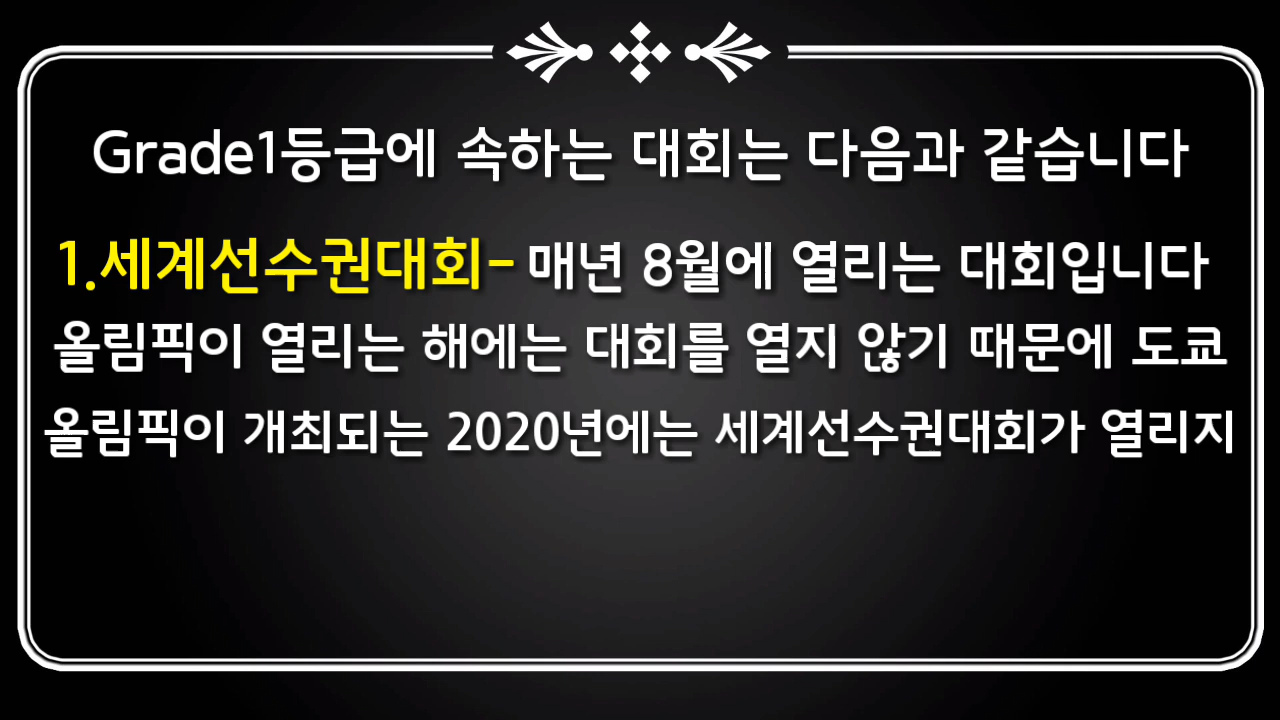 Grade1등급에 속하는 대회는 다음과 같습니다
1.세계선수권대회- 매년 8월에 열리는 대회입니다
올림픽이 열리는 해에는 대회를 열지 않기 때문에 도쿄
올림픽이 개최되는 2020년에는 세계선수권대회가 열리지